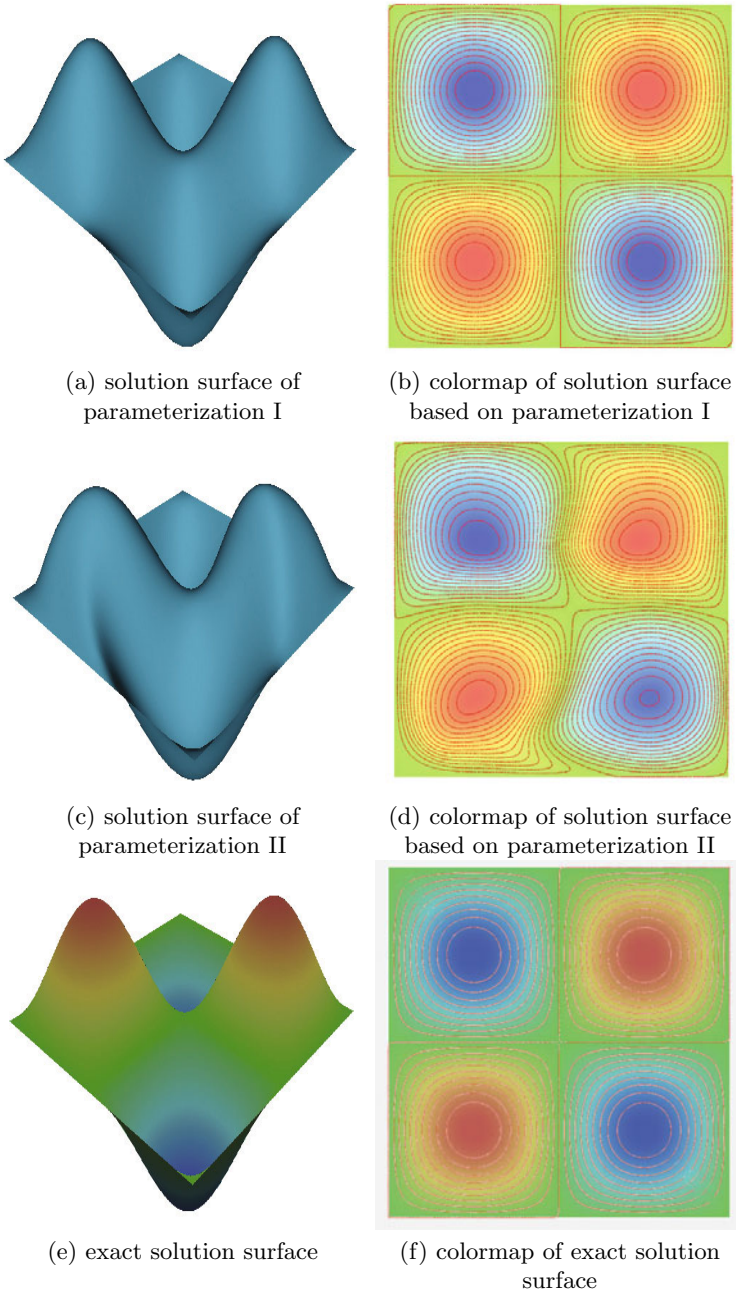 (a) solution surface of
parameterization I
(b) colormap of solution surface
based on parameterization I
(c) solution surface of
parameterization II
(d) colormap of solution surface
based on parameterization II
(e) exact solution surface
(f) colormap of exact solution
surface